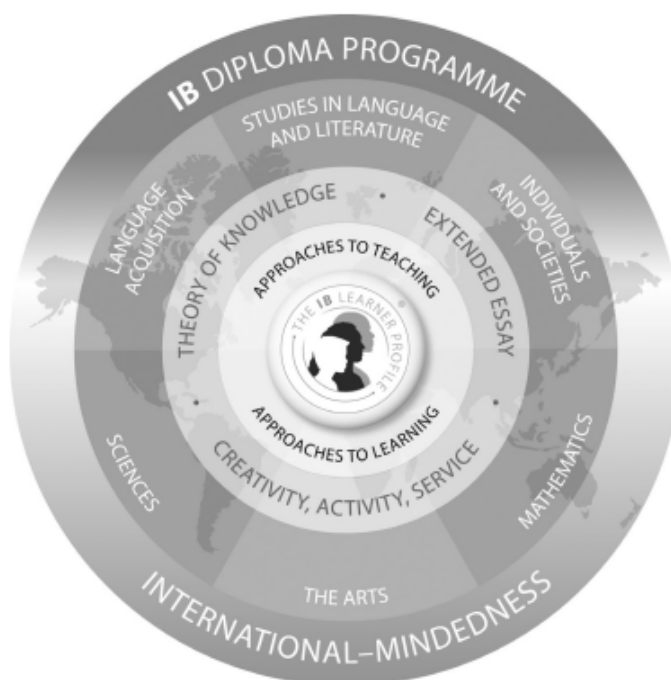 IB DIPLOMA PROGRAMME
STUDIES IN LANGUAGE
AND LITERATURE
LANGUAGE
ACQUISITION
INDIVIDUALS
AND SOCIETIES
THEORY OF KNOWLEDGE
EXTENDED ESSAY
APPROACHES TO TEACHING
THE IB LEARNER PROFILE
®
APPROACHES TO LEARNING
CREATIVITY, ACTIVITY, SERVICE
SCIENCES
MATHEMATICS
THE ARTS
INTERNATIONAL–MINDEDNESS